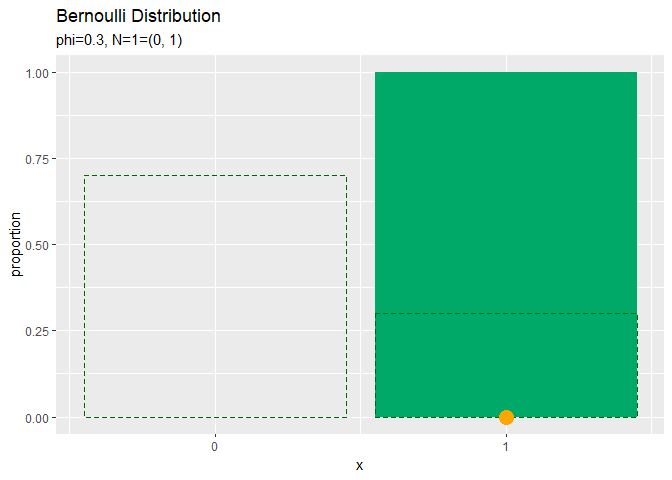 Bernoulli Distribution
phi=0.3, N=1=(0, 1)
1.00
0.75
0.50
0.25
0.00
proportion
0
1
x